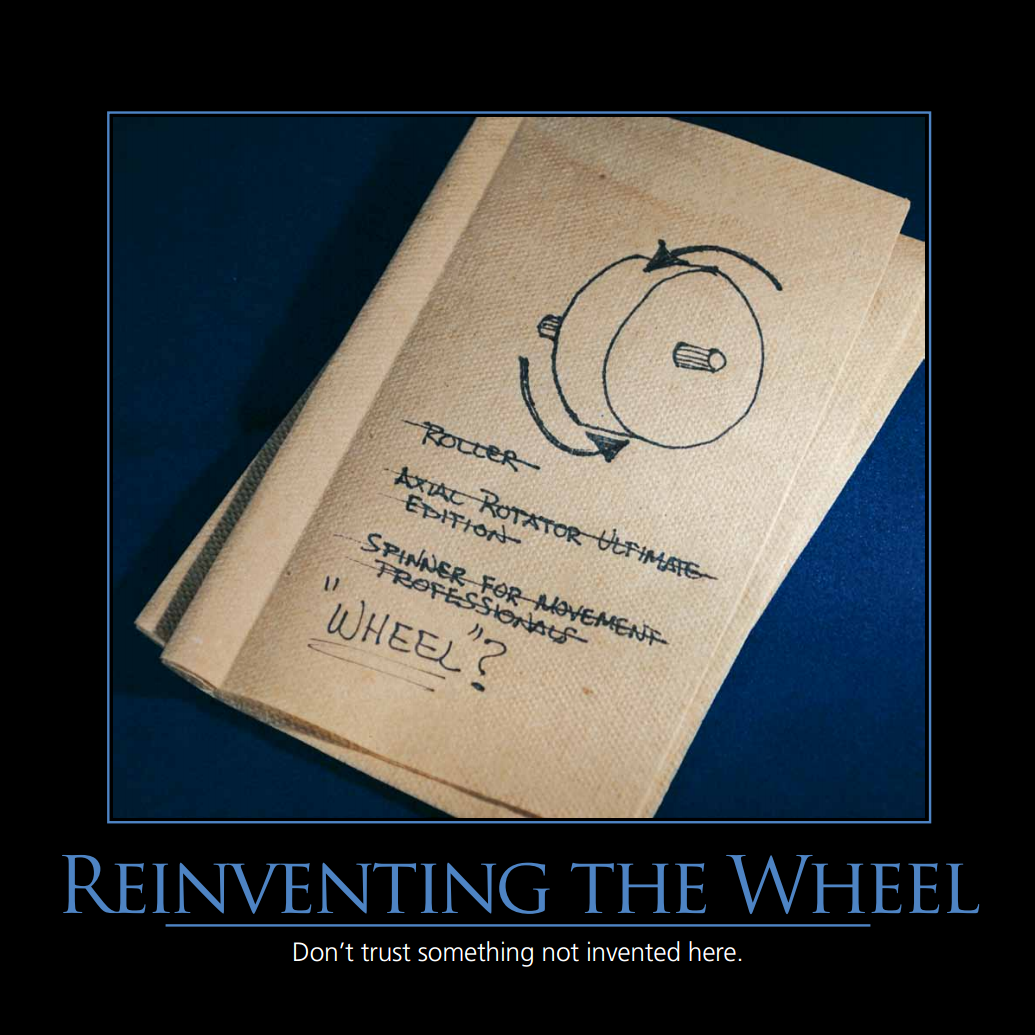 ROLLER
AXIAL ROTATOR ULTIMATE
EDITION
SPINNER FOR MOVEMENT
PROFESSIONALS
"WHEEL"?
REINVENTING THE WHEEL
Don't trust something not invented here.